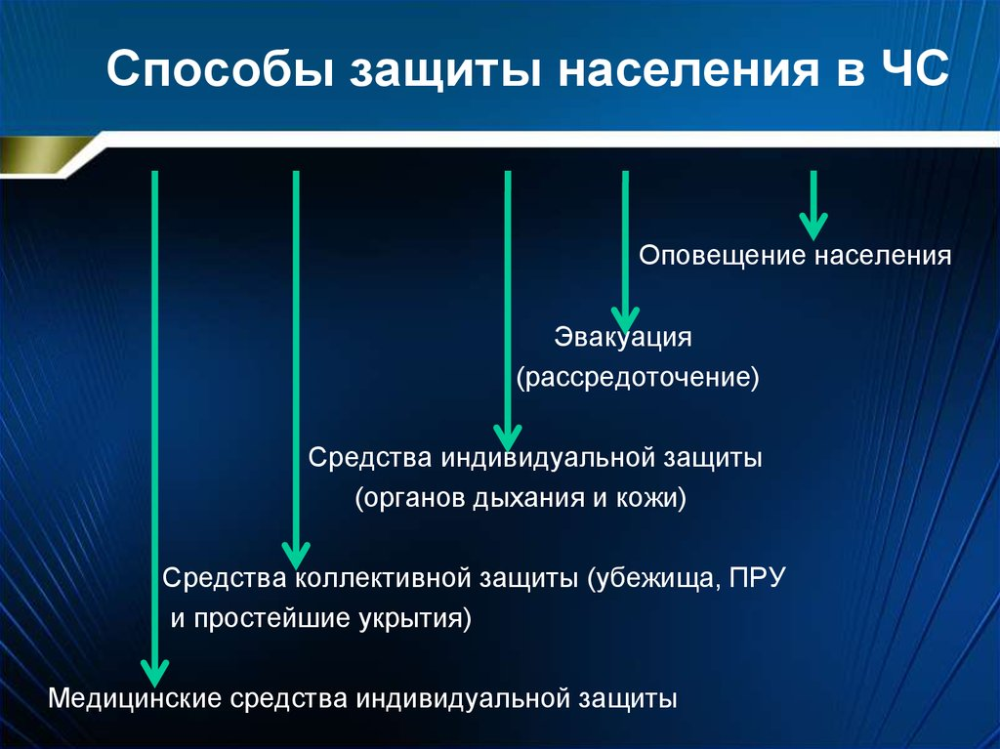 Способы защиты населения в ЧС
Оповещение населения
Эвакуация
(рассредоточение)
Средства индивидуальной защиты
(органов дыхания и кожи)
Средства коллективной защиты (убежища, ПРУ
и простейшие укрытия)
Медицинские средства индивидуальной защиты